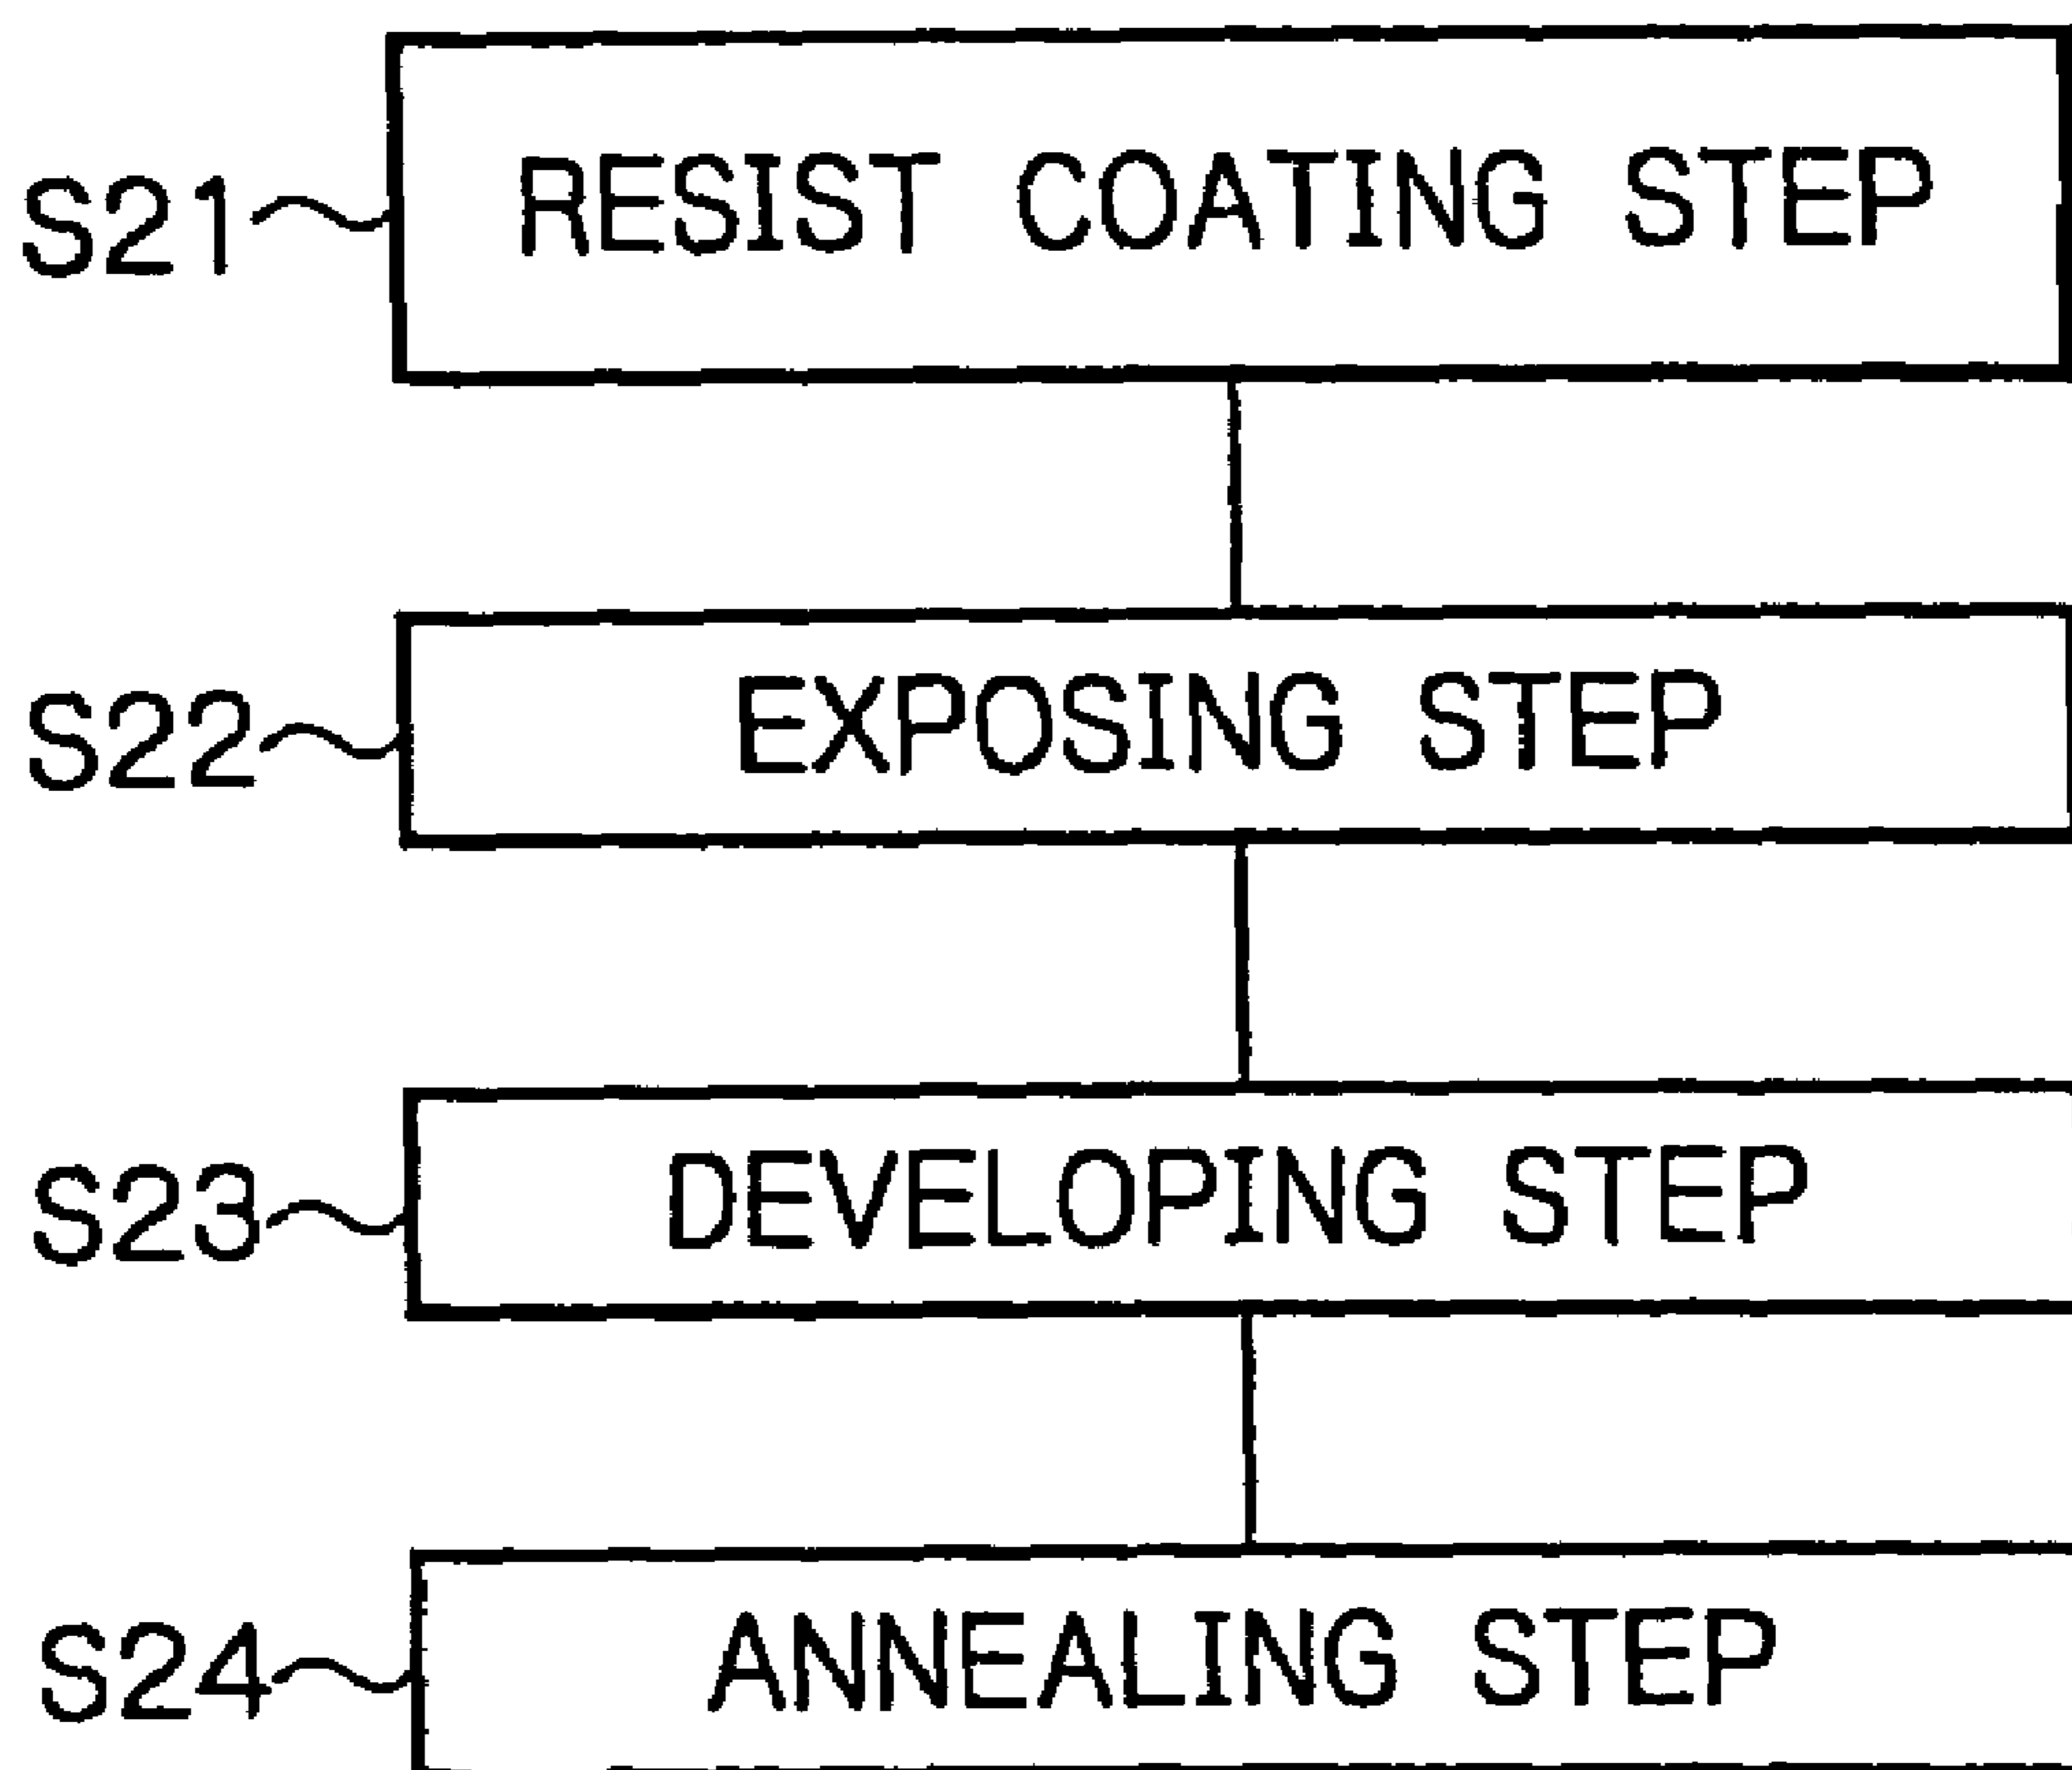 S21 RESIST COATING STEP
S22 EXPOSING STEP
S23 DEVELOPING STEP
S24 ANNEALING STEP